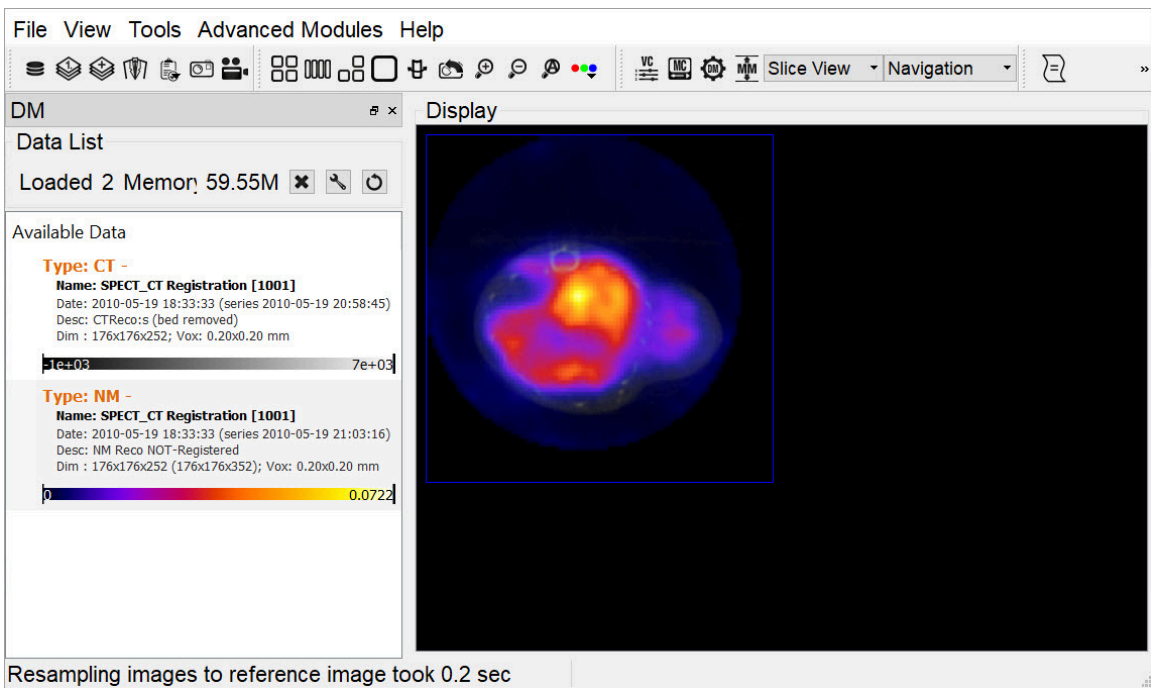 File View Tools Advanced Modules Help
VC MC DM MM Slice View Navigation »
DM
Display
Data List
Loaded 2 Memory 59.55M
Available Data
Type: CT -
Name: SPECT_CT Registration [1001]
Date: 2010-05-19 18:33:33 (series 2010-05-19 20:58:45)
Desc: CTReco:s (bed removed)
Dim : 176x176x252; Vox: 0.20x0.20 mm
-1e+03 7e+03
Type: NM -
Name: SPECT_CT Registration [1001]
Date: 2010-05-19 18:33:33 (series 2010-05-19 21:03:16)
Desc: NM Reco NOT-Registered
Dim : 176x176x252 (176x176x352); Vox: 0.20x0.20 mm
0 0.0722
Resampling images to reference image took 0.2 sec